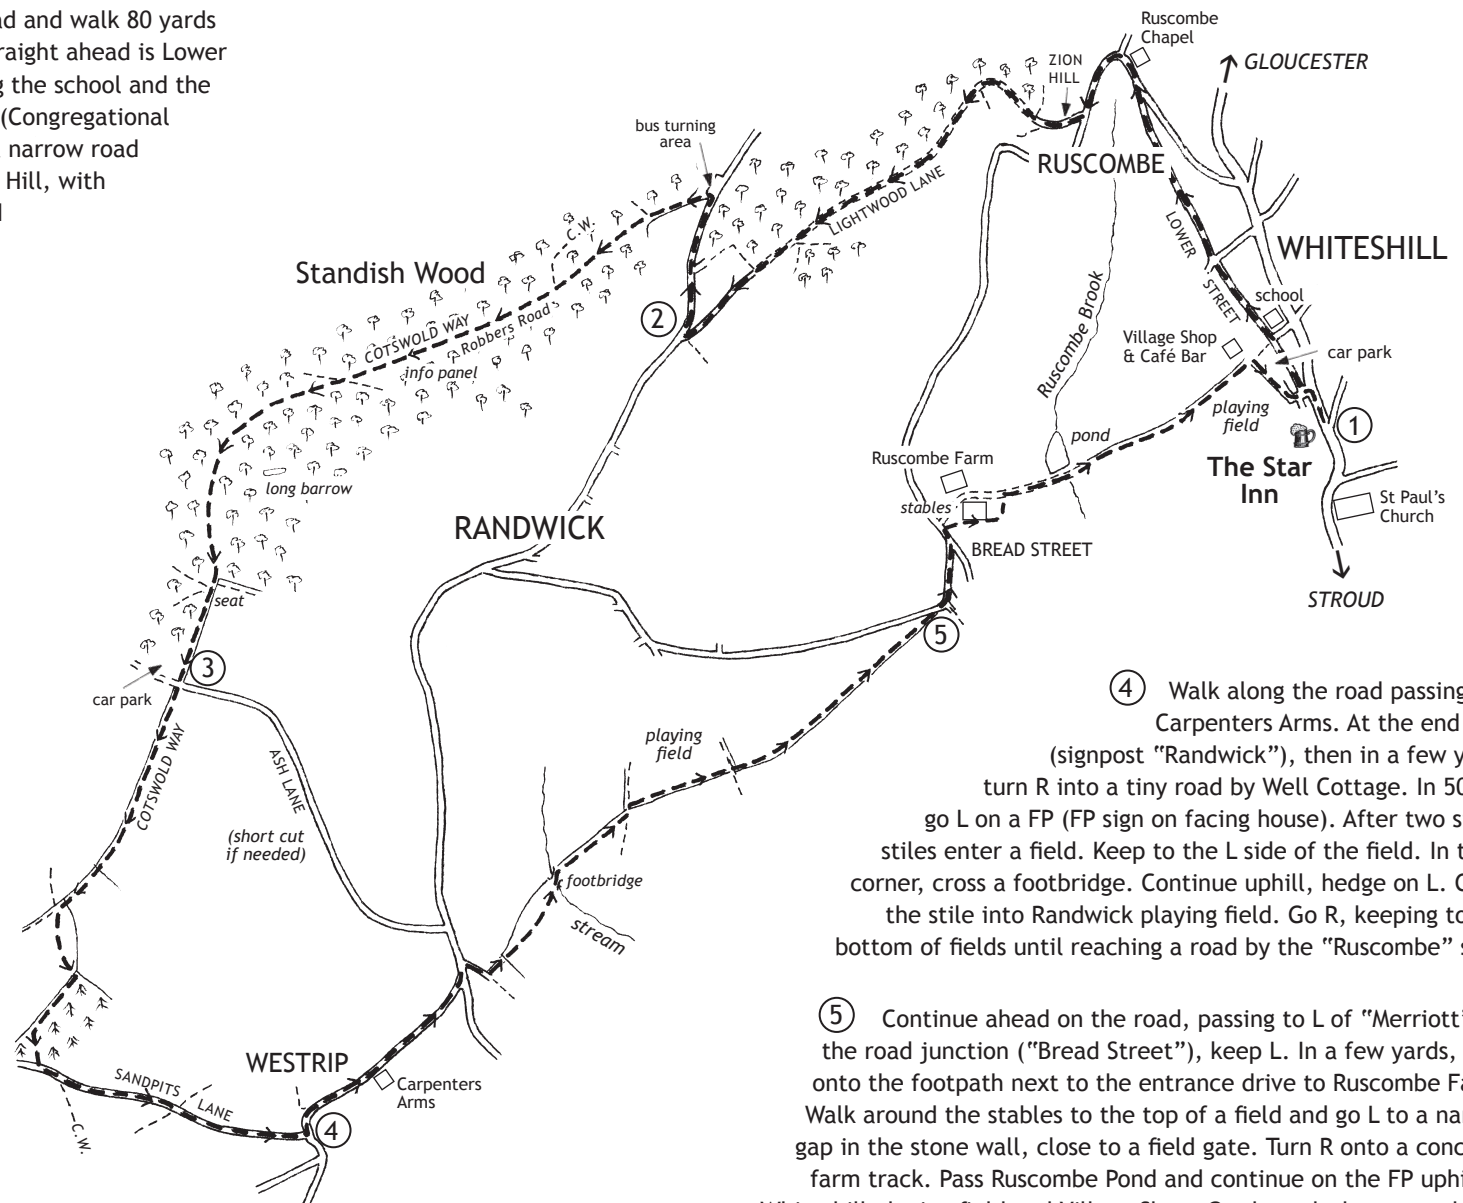 ad and walk 80 yards
raight ahead is Lower
g the school and the
(Congregational
narrow road
Hill, with
Ruscombe
Chapel
ZION
HILL
GLOUCESTER
bus turning
area
RUSCOMBE
LIGHTWOOD LANE
C.W.
LOWER
STREET
WHITESHILL
Standish Wood
school
2
COTSWOLD WAY
Robbers Road
info panel
Ruscombe Brook
Village Shop
& Café Bar
car park
playing
field
1
pond
The Star
Inn
Ruscombe Farm
long barrow
stables
St Paul's
Church
RANDWICK
BREAD STREET
seat
STROUD
5
3
car park
COTSWOLD WAY
ASH LANE
(short cut
if needed)
playing
field
footbridge
stream
WESTRIP
SANDPITS
LANE
Carpenters
Arms
C.W.
4
4 Walk along the road passing
Carpenters Arms. At the end
(signpost "Randwick"), then in a few y
turn R into a tiny road by Well Cottage. In 50
go L on a FP (FP sign on facing house). After two s
stiles enter a field. Keep to the L side of the field. In t
corner, cross a footbridge. Continue uphill, hedge on L. C
the stile into Randwick playing field. Go R, keeping to
bottom of fields until reaching a road by the "Ruscombe" s
5 Continue ahead on the road, passing to L of "Merriott'
the road junction ("Bread Street"), keep L. In a few yards,
onto the footpath next to the entrance drive to Ruscombe Fa
Walk around the stables to the top of a field and go L to a nar
gap in the stone wall, close to a field gate. Turn R onto a conc
farm track. Pass Ruscombe Pond and continue on the FP uphi